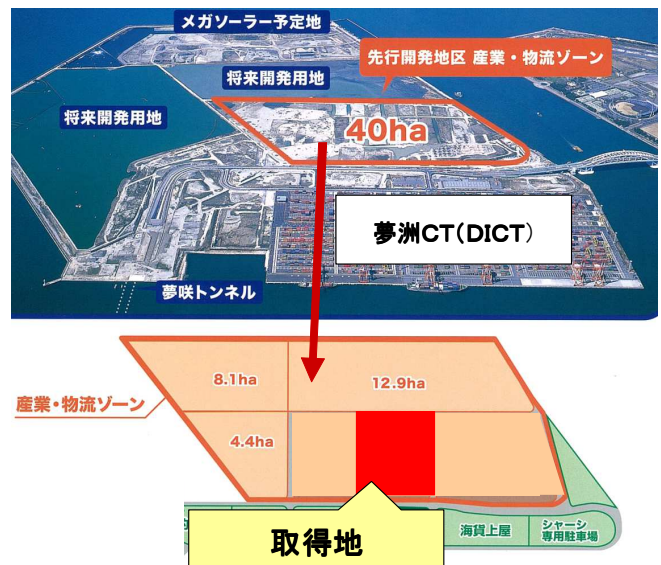 メガソーラー予定地
先行開発地区 産業・物流ゾーン
将来開発用地
将来開発用地
40ha
夢洲CT(DICT)
夢咲トンネル
8.1ha
12.9ha
産業・物流ゾーン
4.4ha
取得地
海貨上屋
シャーシ
専用駐車場